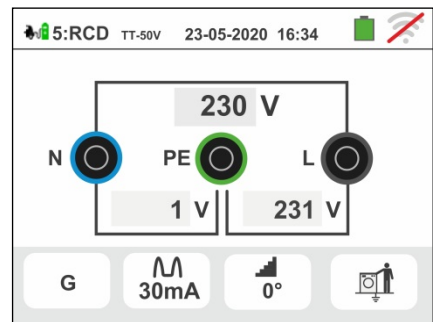 5:RCD TT-50V 23-05-2020 16:34
230 V
N PE L
1 V 231 V
G 30mA 0°